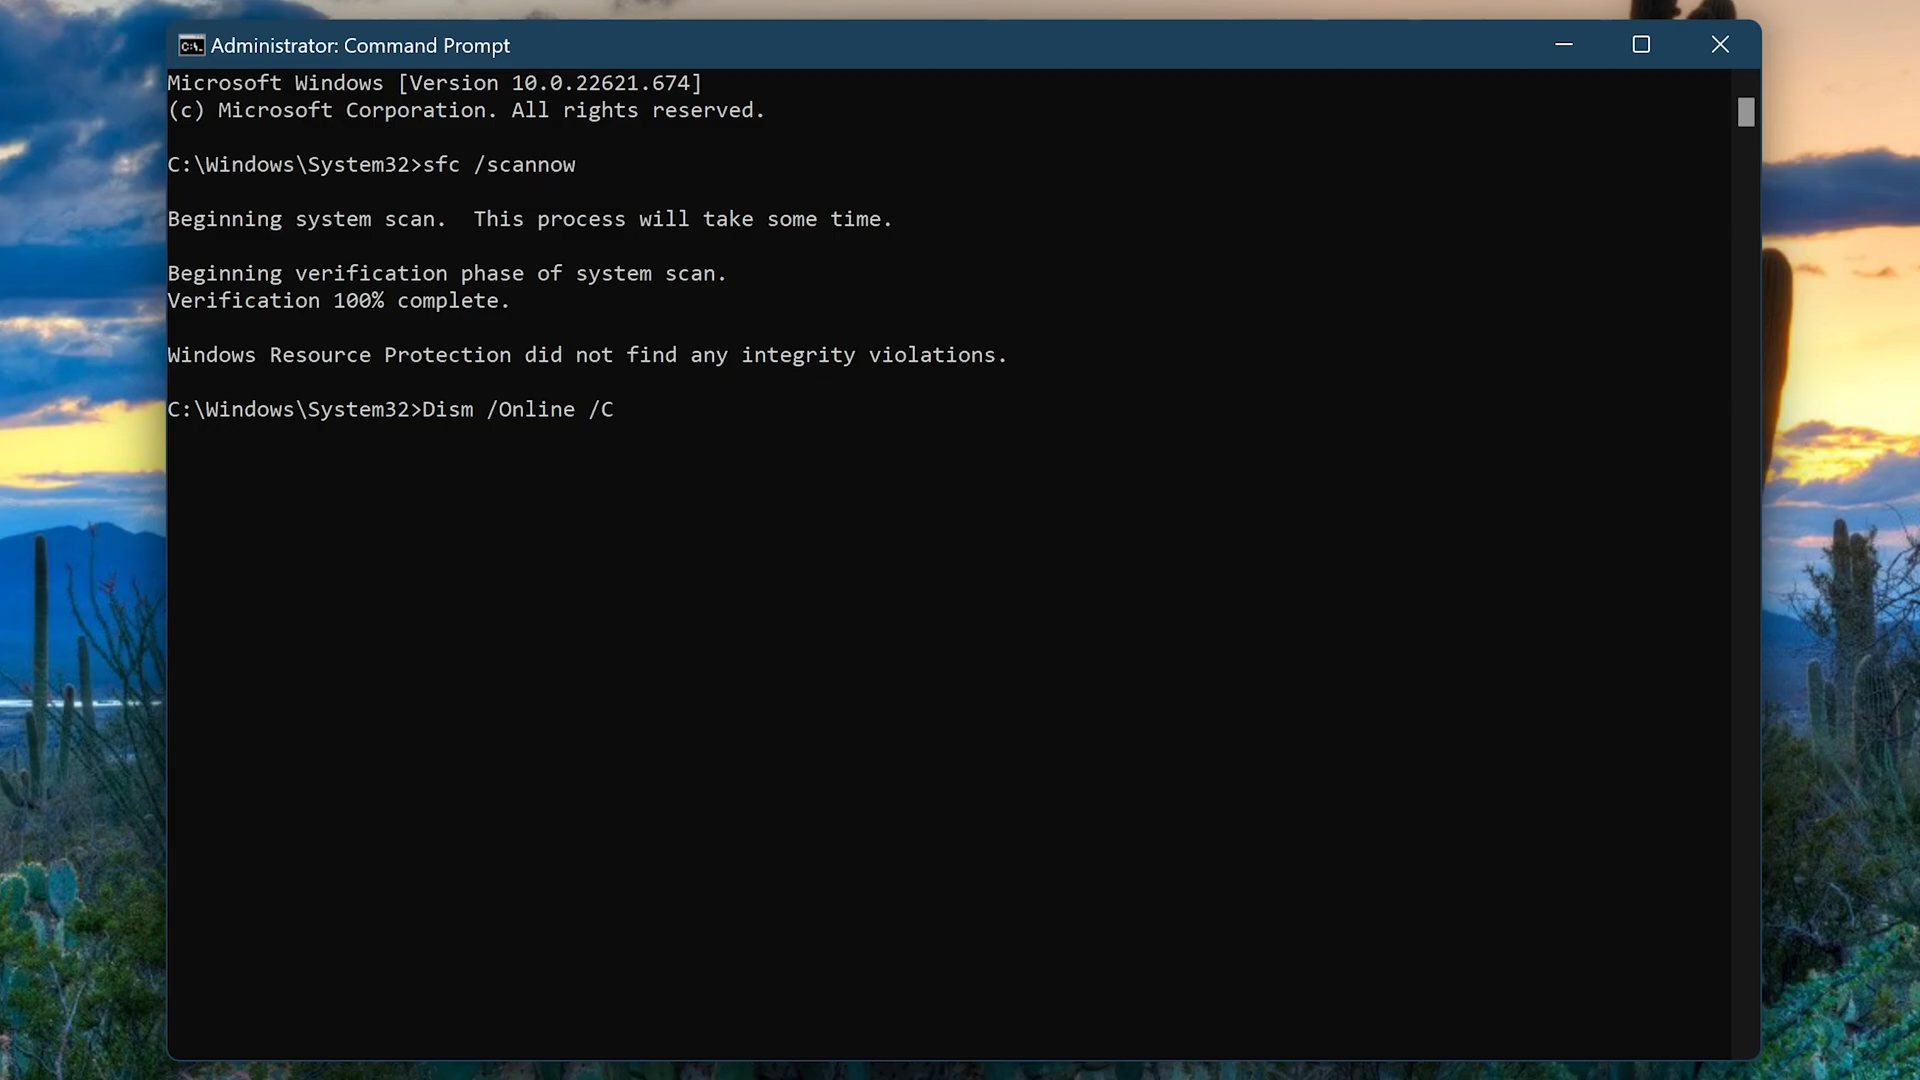 Administrator: Command Prompt
Microsoft Windows [Version 10.0.22621.674]
(c) Microsoft Corporation. All rights reserved.
C:\Windows\System32>sfc /scannow
Beginning system scan.  This process will take some time.
Beginning verification phase of system scan.
Verification 100% complete.
Windows Resource Protection did not find any integrity violations.
C:\Windows\System32>Dism /Online /C